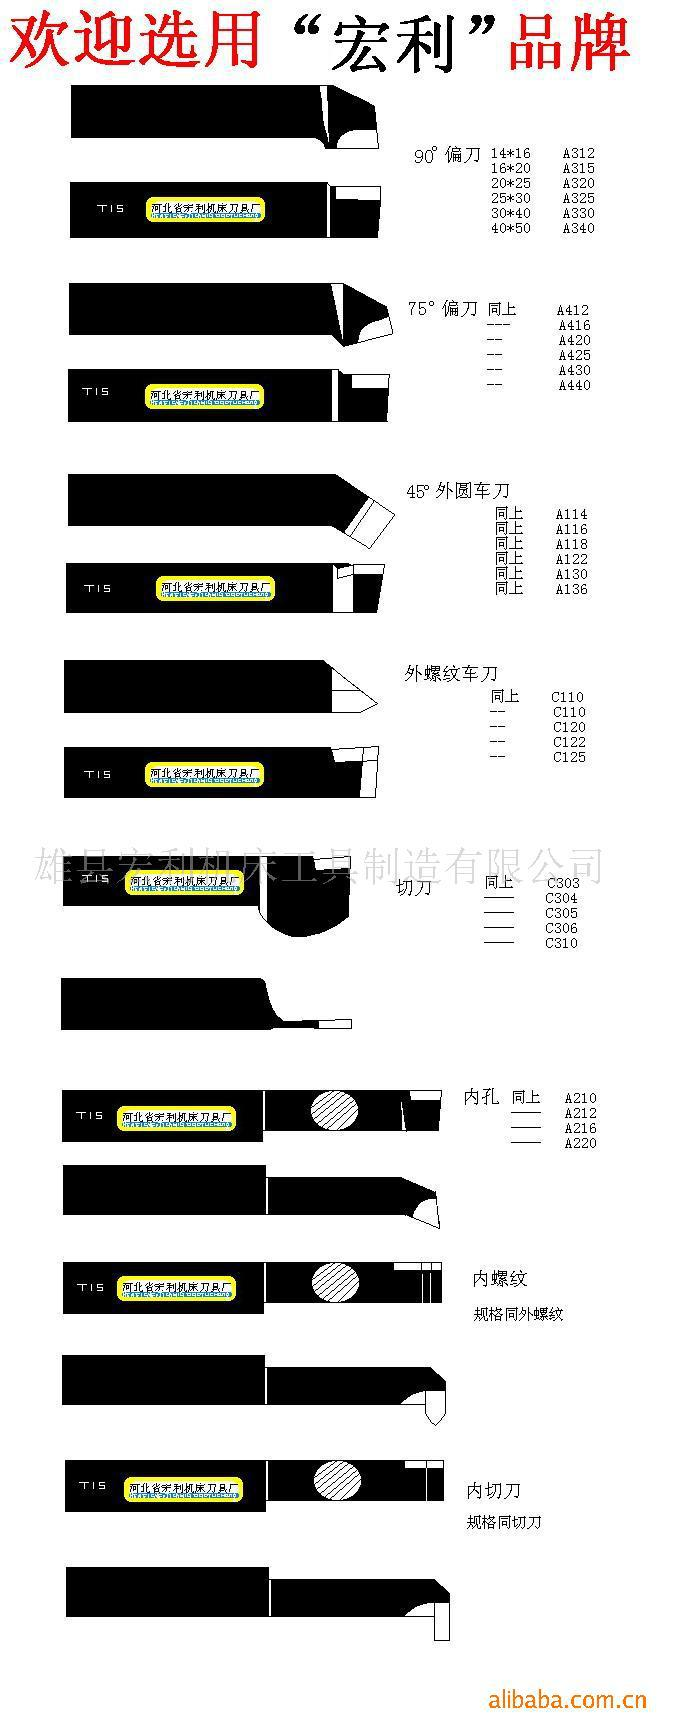 欢迎选用“宏利”品牌
90° 偏刀 14*16 A312
16*20 A315
20*25 A320
25*30 A325
30*40 A330
40*50 A340
T15 河北省宏利机床刀具厂
75° 偏刀 同上 A412
--- A416
-- A420
-- A425
-- A430
-- A440
T15 河北省宏利机床刀具厂
45° 外圆车刀
同上 A114
同上 A116
同上 A118
同上 A122
同上 A130
同上 A136
T15 河北省宏利机床刀具厂
外螺纹车刀
同上 C110
-- C110
-- C120
-- C122
-- C125
T15 河北省宏利机床刀具厂
雄县宏利机床工具制造有限公司
T15 河北省宏利机床刀具厂
切刀 同上 C303
—— C304
—— C305
—— C306
—— C310
内孔 同上 A210
—— A212
—— A216
—— A220
T15 河北省宏利机床刀具厂
内螺纹
规格同外螺纹
T15 河北省宏利机床刀具厂
内切刀
规格同切刀
T15 河北省宏利机床刀具厂
alibaba.com.cn